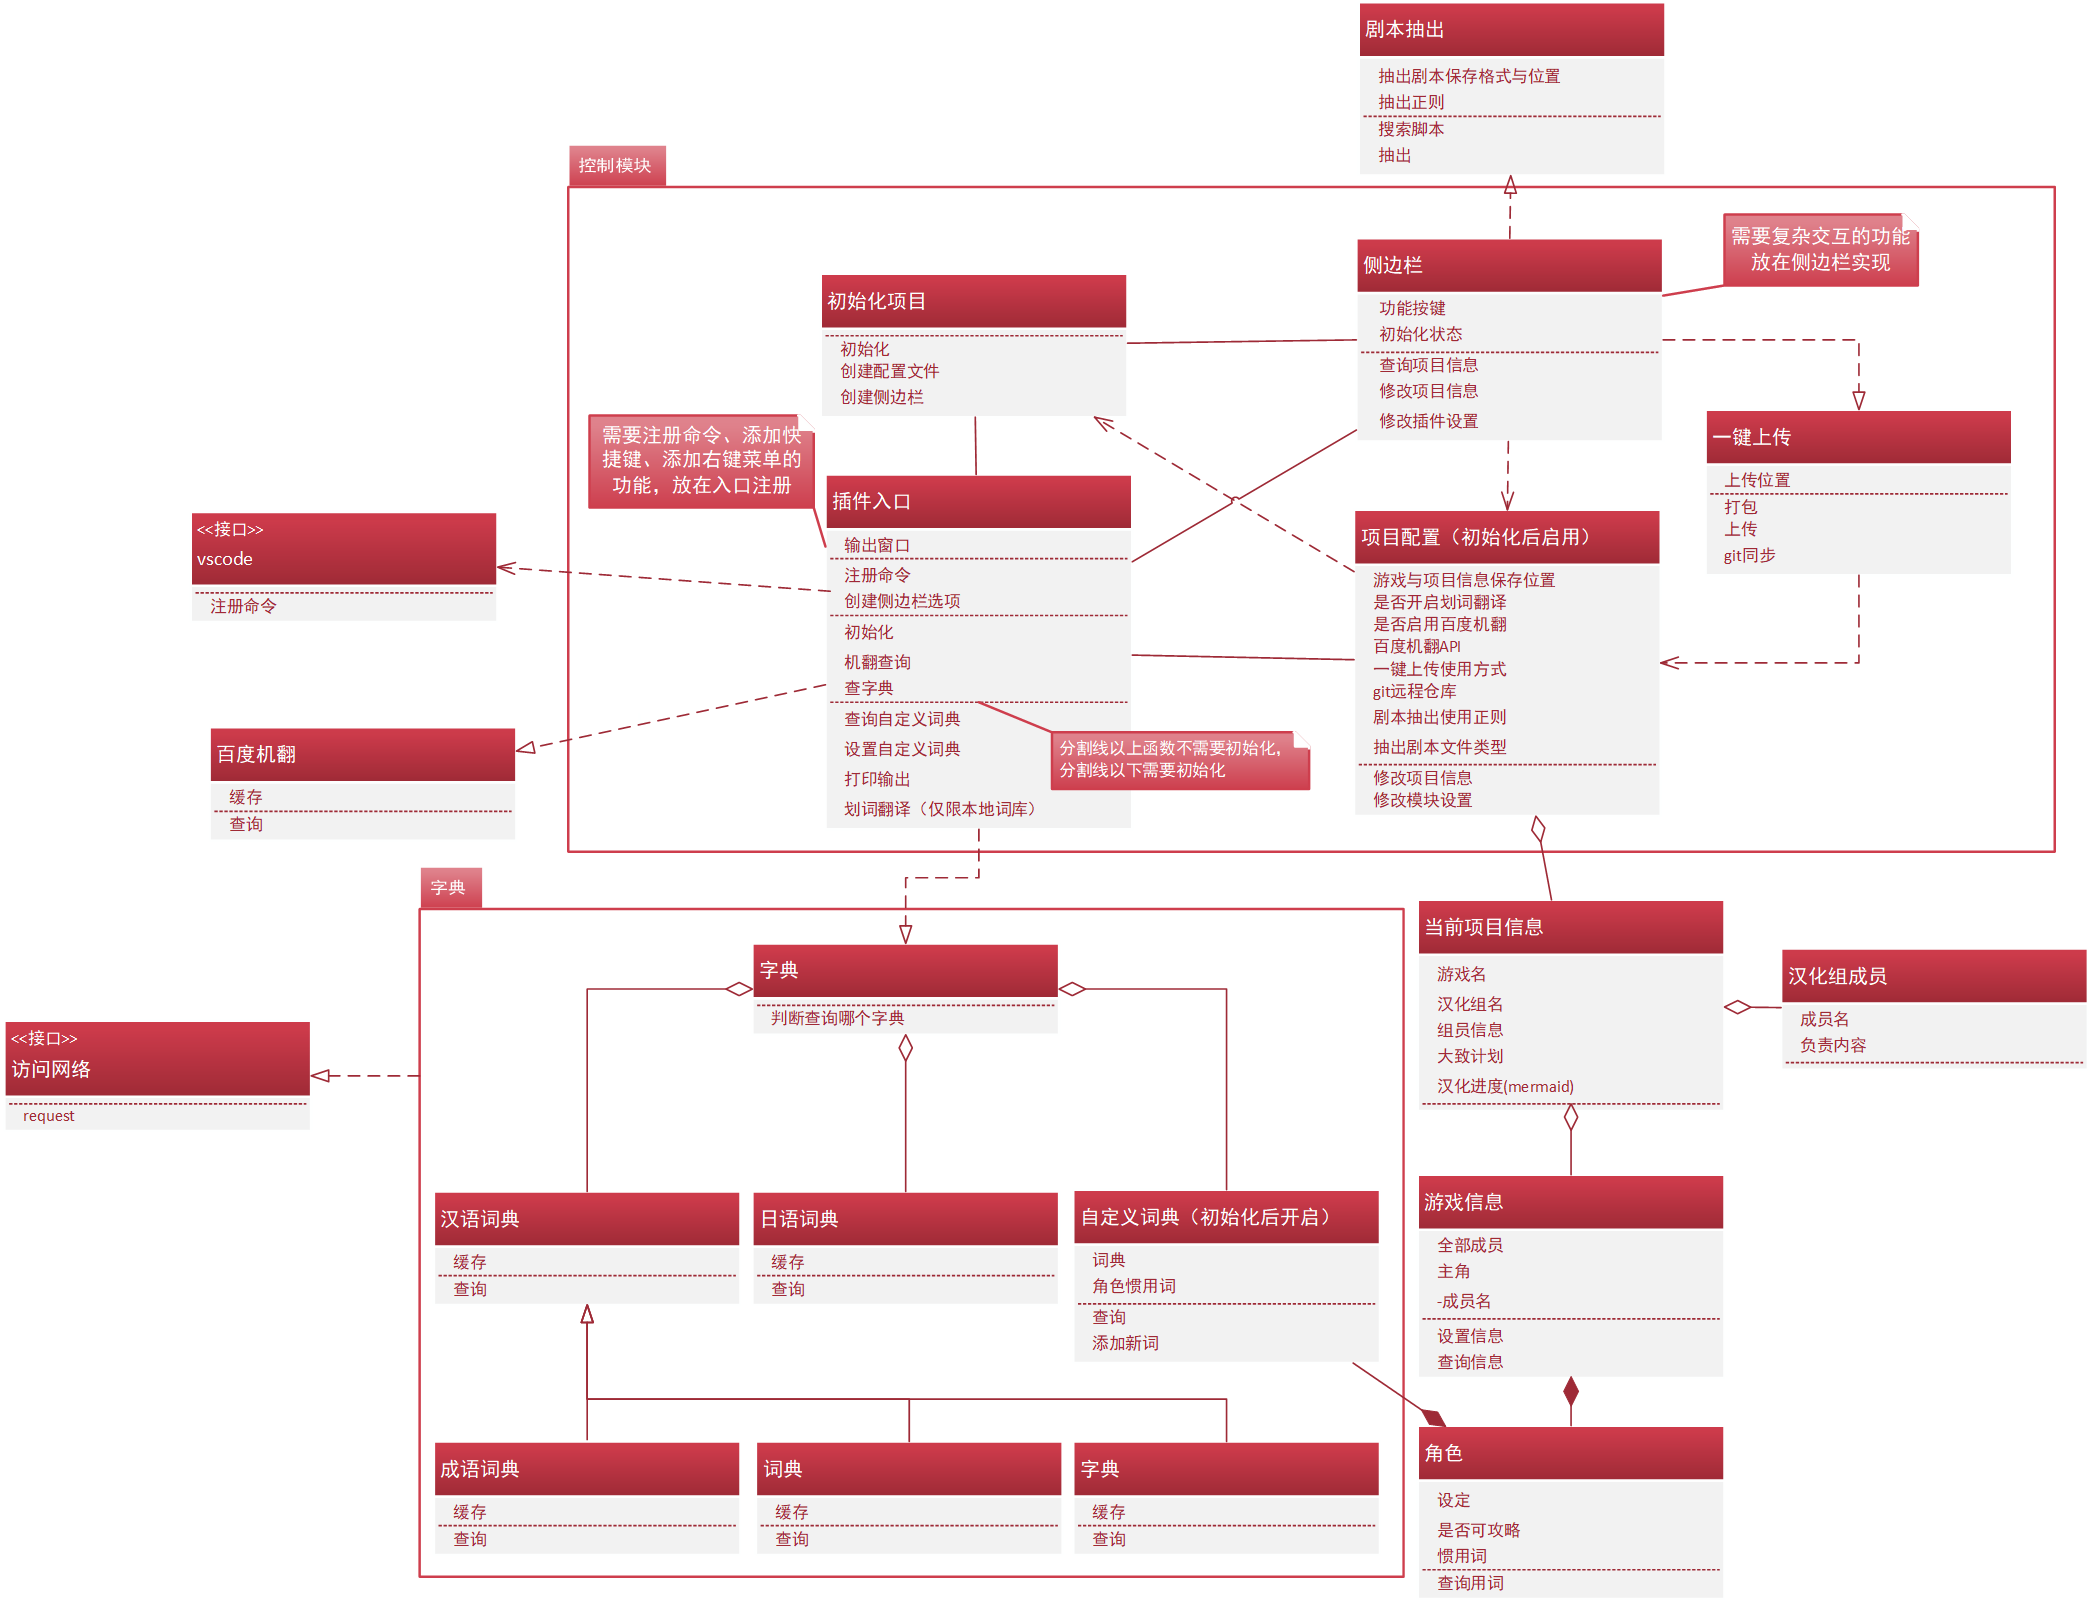 剧本抽出
抽出剧本保存格式与位置
抽出正则
搜索脚本
抽出
控制模块
需要复杂交互的功能
放在侧边栏实现
侧边栏
功能按键
初始化状态
查询项目信息
修改项目信息
修改插件设置
初始化项目
初始化
创建配置文件
创建侧边栏
一键上传
上传位置
打包
上传
git同步
需要注册命令、添加快
捷键、添加右键菜单的
功能，放在入口注册
插件入口
输出窗口
注册命令
创建侧边栏选项
初始化
机翻查询
查字典
查询自定义词典
设置自定义词典
打印输出
划词翻译（仅限本地词库）
分割线以上函数不需要初始化，
分割线以下需要初始化
项目配置（初始化后启用）
游戏与项目信息保存位置
是否开启划词翻译
是否启用百度机翻
百度机翻API
一键上传使用方式
git远程仓库
剧本抽出使用正则
抽出剧本文件类型
修改项目信息
修改模块设置
<<接口>>
vscode
注册命令
百度机翻
缓存
查询
字典
字典
判断查询哪个字典
<<接口>>
访问网络
request
当前项目信息
游戏名
汉化组名
组员信息
大致计划
汉化进度(mermaid)
汉化组成员
成员名
负责内容
汉语词典
缓存
查询
日语词典
缓存
查询
自定义词典（初始化后开启）
词典
角色惯用词
查询
添加新词
游戏信息
全部成员
主角
-成员名
设置信息
查询信息
成语词典
缓存
查询
词典
缓存
查询
字典
缓存
查询
角色
设定
是否可攻略
惯用词
查询用词